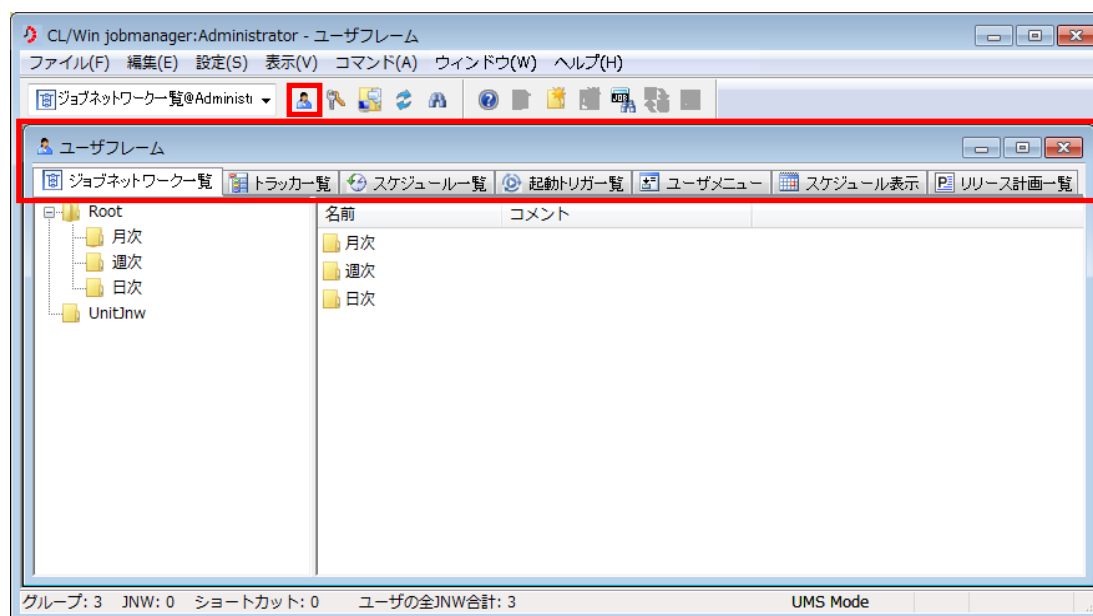 CL/Win jobmanager:Administrator - ユーザフレーム
ファイル(F) 編集(E) 設定(S) 表示(V) コマンド(A) ウィンドウ(W) ヘルプ(H)
ジョブネットワーク一覧@Administ
ユーザフレーム
ジョブネットワーク一覧 トラッカー覧 スケジュール一覧 起動トリガ一覧 ユーザメニュー スケジュール表示 リリース計画一覧
Root 名前 コメント
月次 月次
週次 週次
日次 日次
UnitJnw
グループ: 3 JNW: 0 ショートカット: 0 ユーザの全JNW合計: 3 UMS Mode